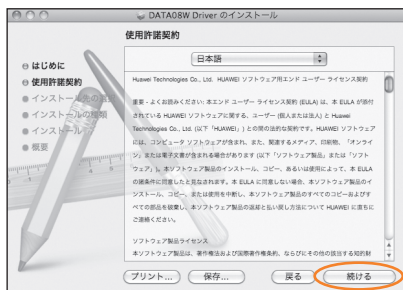 DATA08W Driver のインストール
使用許諾契約
日本語
はじめに
使用許諾契約
インストール先の選択
インストールの種類
インストール
概要
Huawei Technologies Co., Ltd. HUAWEI ソフトウェア用エンド ユーザー ライセンス契約
重要 - よくお読みください: 本エンド ユーザー ライセンス契約 (EULA) は、本 EULA が添付
されている HUAWEI ソフトウェアに関する、ユーザー (個人または法人) と Huawei
Technologies Co., Ltd. (以下「HUAWEI」) との間の法的な契約です。HUAWEI ソフトウェア
には、コンピュータ ソフトウェアが含まれ、また、関連するメディア、印刷物、「オンライ
ン」または電子文書が含まれる場合があります (以下「ソフトウェア製品」または「ソフト
ウェア」)。本ソフトウェア製品のインストール、コピー、あるいは使用によって、本 EULA
の諸条件に同意したと見なされます。本 EULA に同意しない場合、本ソフトウェア製品のイ
ンストール、コピー、または使用を中断し、本ソフトウェア製品のすべてのコピーおよびす
べての部品を破棄し、本ソフトウェア製品の返却と払い戻し方法について HUAWEI に直ちに
ご連絡ください。
ソフトウェア製品ライセンス
本ソフトウェア製品は、著作権法および国際著作権条約、ならびにその他の該当する知的財
プリント... 保存... 戻る 続ける